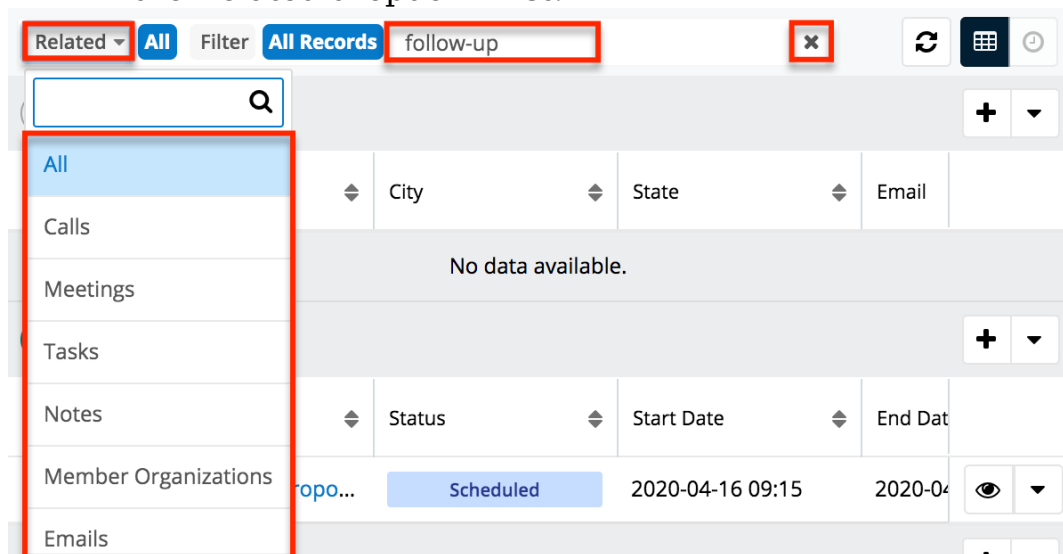 Related All Filter All Records follow-up
All
City State Email
Calls
No data available.
Meetings
Tasks
Notes
Status Start Date End Dat
Member Organizations
ropo... Scheduled 2020-04-16 09:15 2020-04
Emails